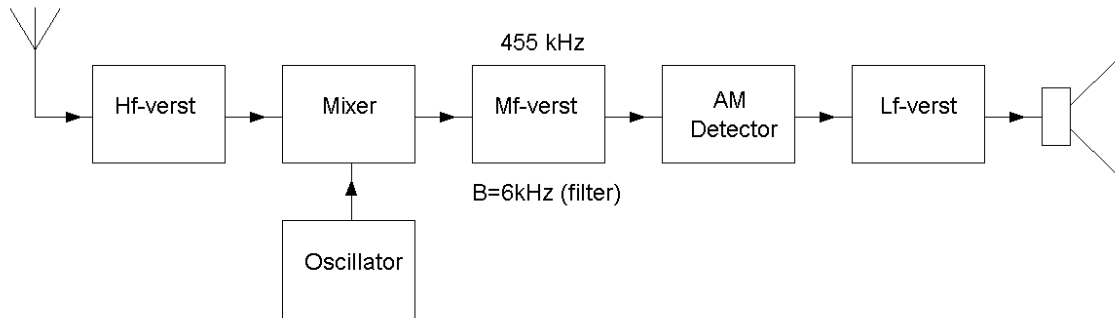 455 kHz
Hf-verst
Mixer
Mf-verst
AM
Detector
Lf-verst
B=6kHz (filter)
Oscillator